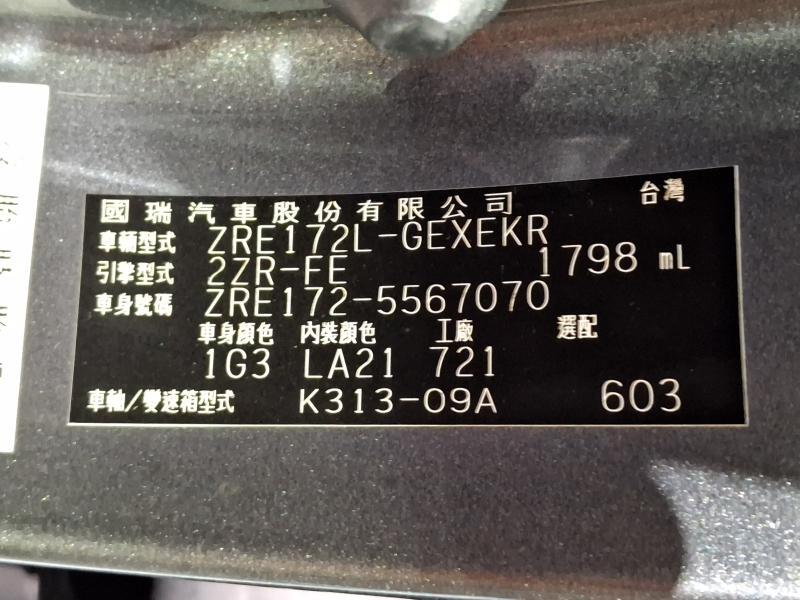 國瑞汽車股份有限公司 台灣
車輛型式 ZRE172L-GEXEKR
引擎型式 2ZR-FE 1798 mL
車身號碼 ZRE172-5567070
車身顏色 內裝顏色 工廠 選配
1G3 LA21 721
車軸/變速箱型式 K313-09A 603